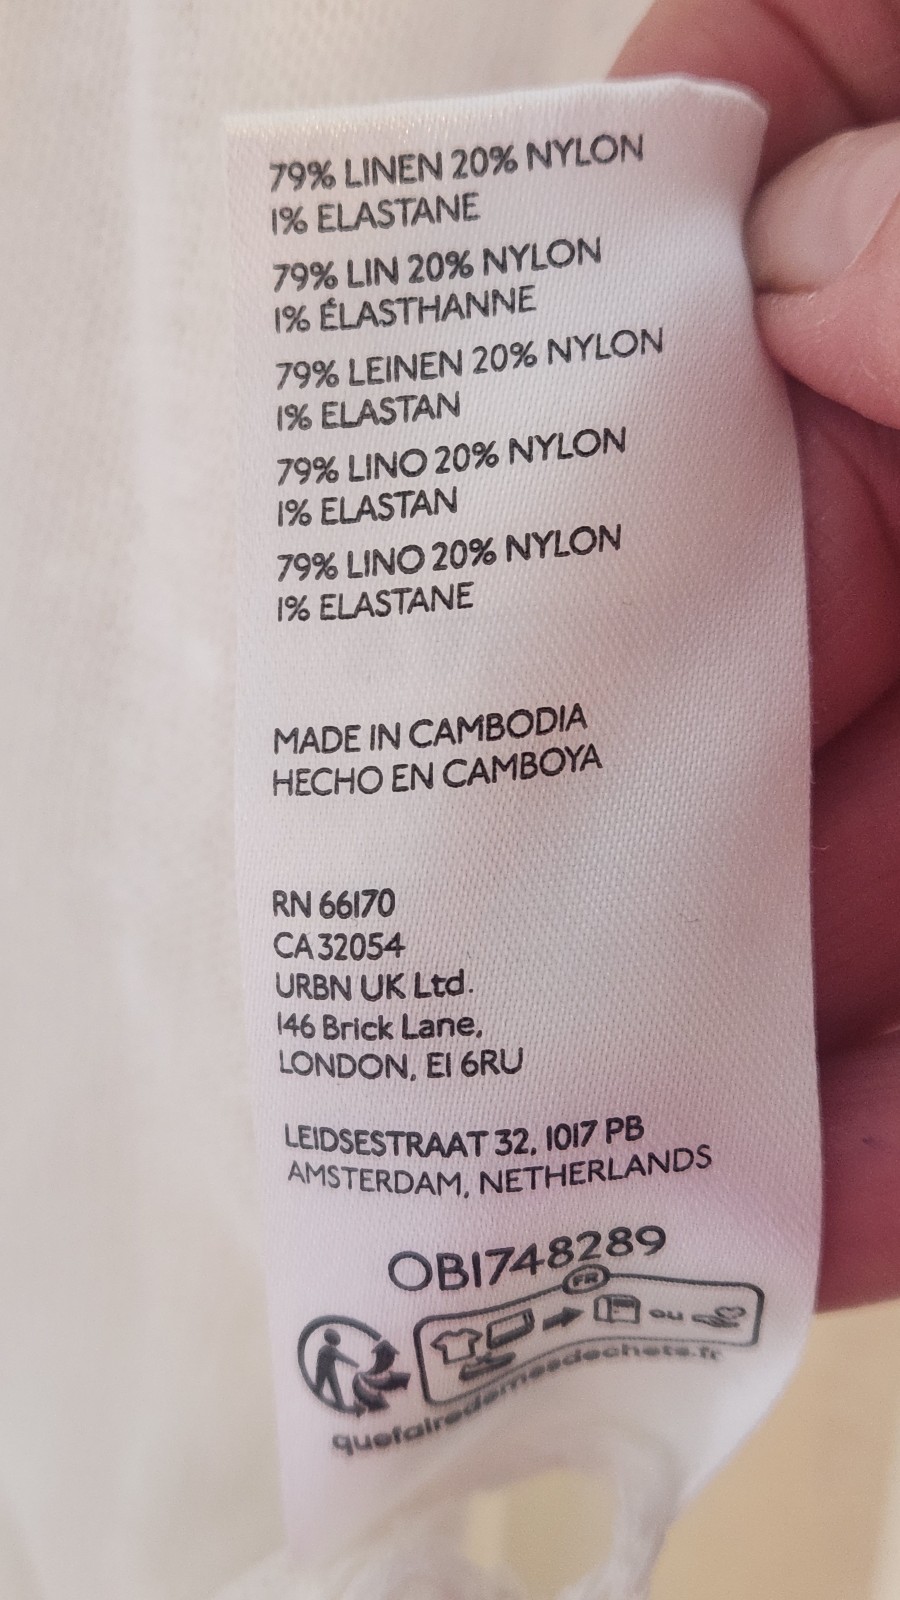 79% LINEN 20% NYLON
1% ELASTANE
79% LIN 20% NYLON
1% ÉLASTHANNE
79% LEINEN 20% NYLON
1% ELASTAN
79% LINO 20% NYLON
1% ELASTAN
79% LINO 20% NYLON
1% ELASTANE
MADE IN CAMBODIA
HECHO EN CAMBOYA
RN 66170
CA 32054
URBN UK Ltd.
146 Brick Lane,
LONDON, E1 6RU
LEIDSESTRAAT 32, 1017 PB
AMSTERDAM, NETHERLANDS
OB1748289
FR
ou
quefairedemesdechets.fr